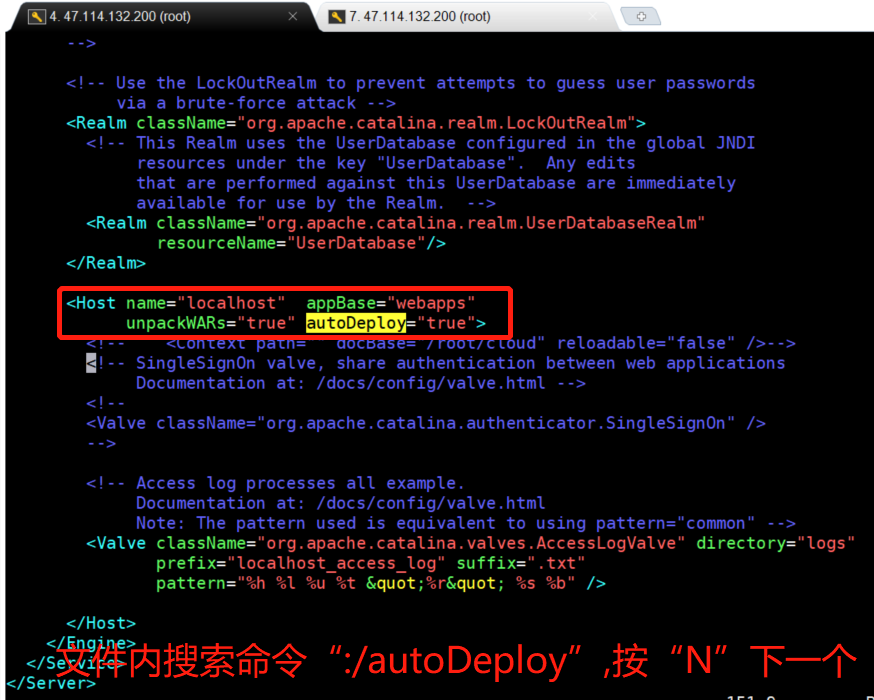 4. 47.114.132.200 (root)
7. 47.114.132.200 (root)
-->
<!-- Use the LockOutRealm to prevent attempts to guess user passwords
via a brute-force attack -->
<Realm className="org.apache.catalina.realm.LockOutRealm">
<!-- This Realm uses the UserDatabase configured in the global JNDI
resources under the key "UserDatabase".  Any edits
that are performed against this UserDatabase are immediately
available for use by the Realm.  -->
<Realm className="org.apache.catalina.realm.UserDatabaseRealm"
resourceName="UserDatabase"/>
</Realm>
<Host name="localhost"  appBase="webapps"
unpackWARs="true" autoDeploy="true">
<!--    <Context path="" docBase="/root/cloud" reloadable="false" />-->
<!-- SingleSignOn valve, share authentication between web applications
Documentation at: /docs/config/valve.html -->
<!--
<Valve className="org.apache.catalina.authenticator.SingleSignOn" />
-->
<!-- Access log processes all example.
Documentation at: /docs/config/valve.html
Note: The pattern used is equivalent to using pattern="common" -->
<Valve className="org.apache.catalina.valves.AccessLogValve" directory="logs"
prefix="localhost_access_log" suffix=".txt"
pattern="%h %l %u %t &quot;%r&quot; %s %b" />
</Host>
</Engine>
</Service>
文件内搜索命令“:/autoDeploy”,按“N”下一个
</Server>